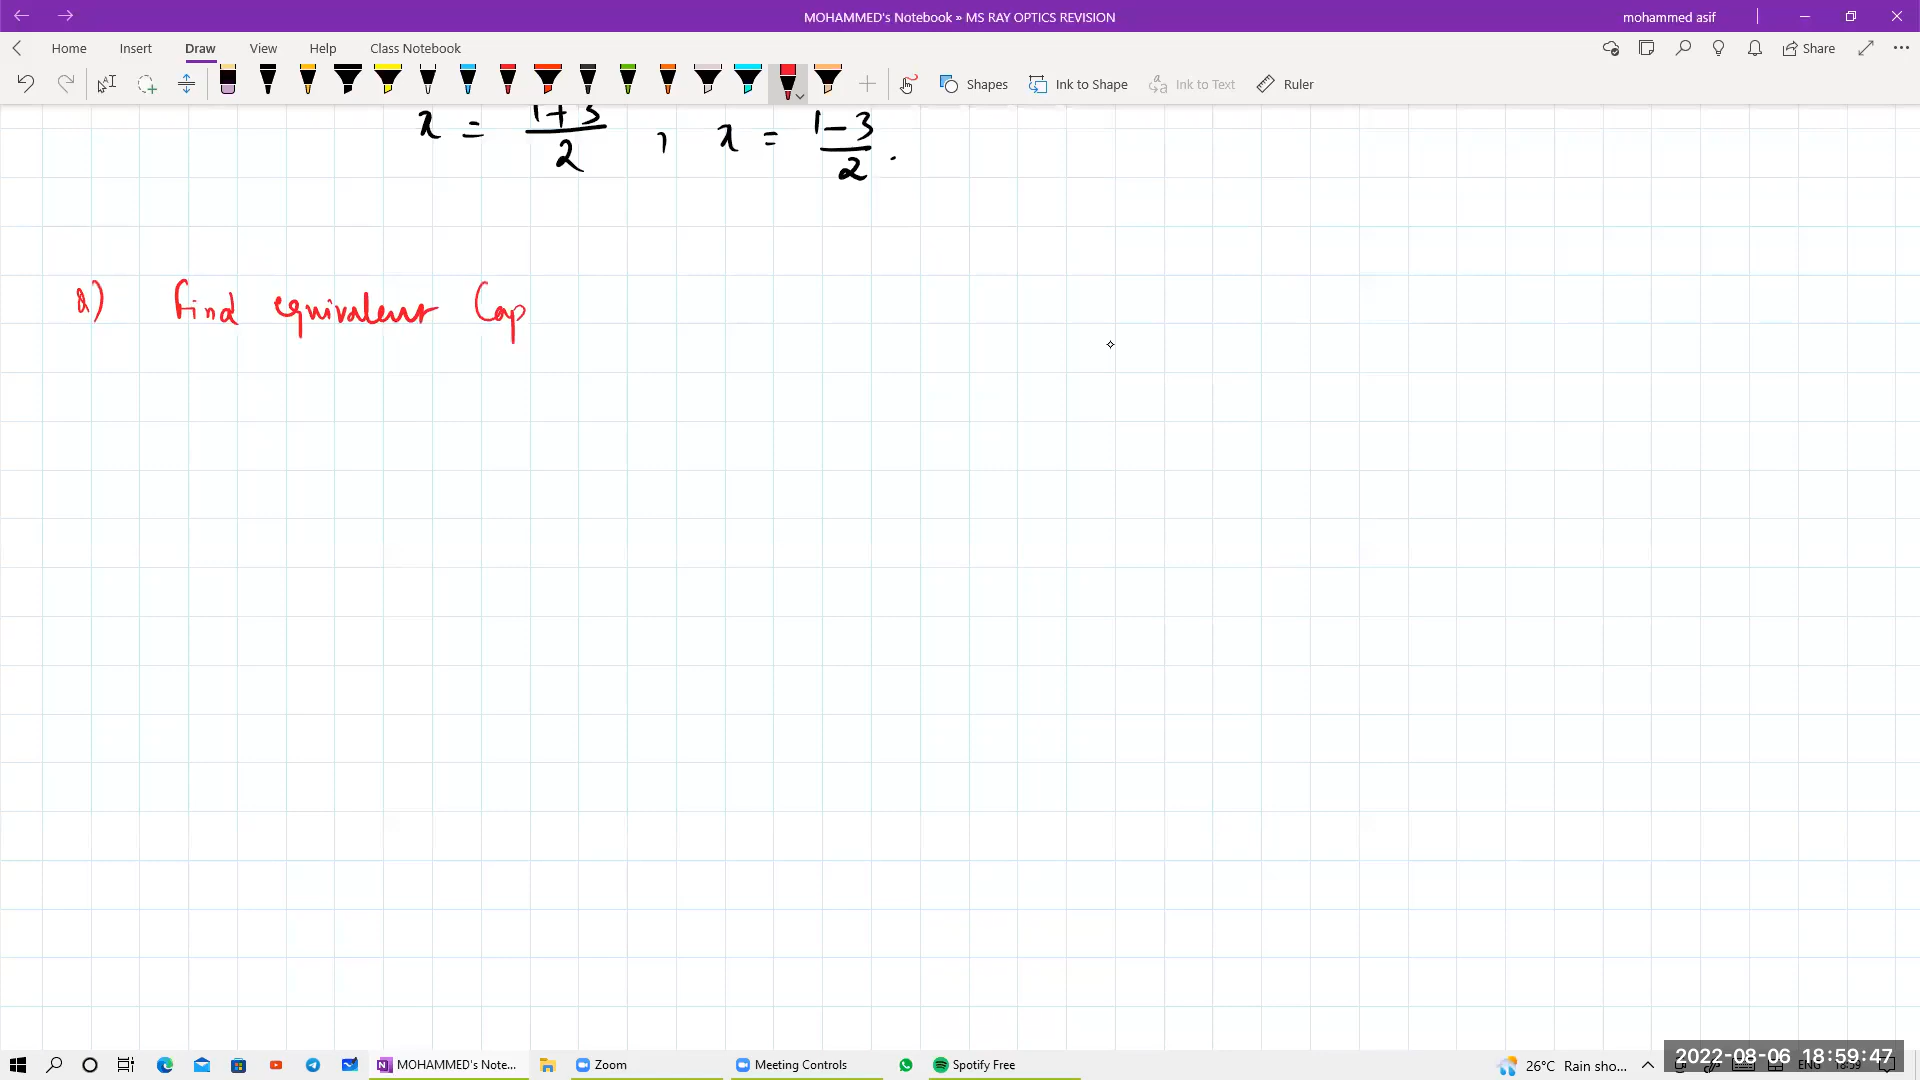 MOHAMMED's Notebook » MS RAY OPTICS REVISION
mohammed asif
Home Insert Draw View Help Class Notebook
Share
Shapes Ink to Shape Ink to Text Ruler
x = 1+3/2 , x = 1-3/2.
Q) Find equivalent Cap
MOHAMMED's Note... Zoom Meeting Controls Spotify Free
26°C Rain sho... ENG 18:59
2022-08-06 18:59:47